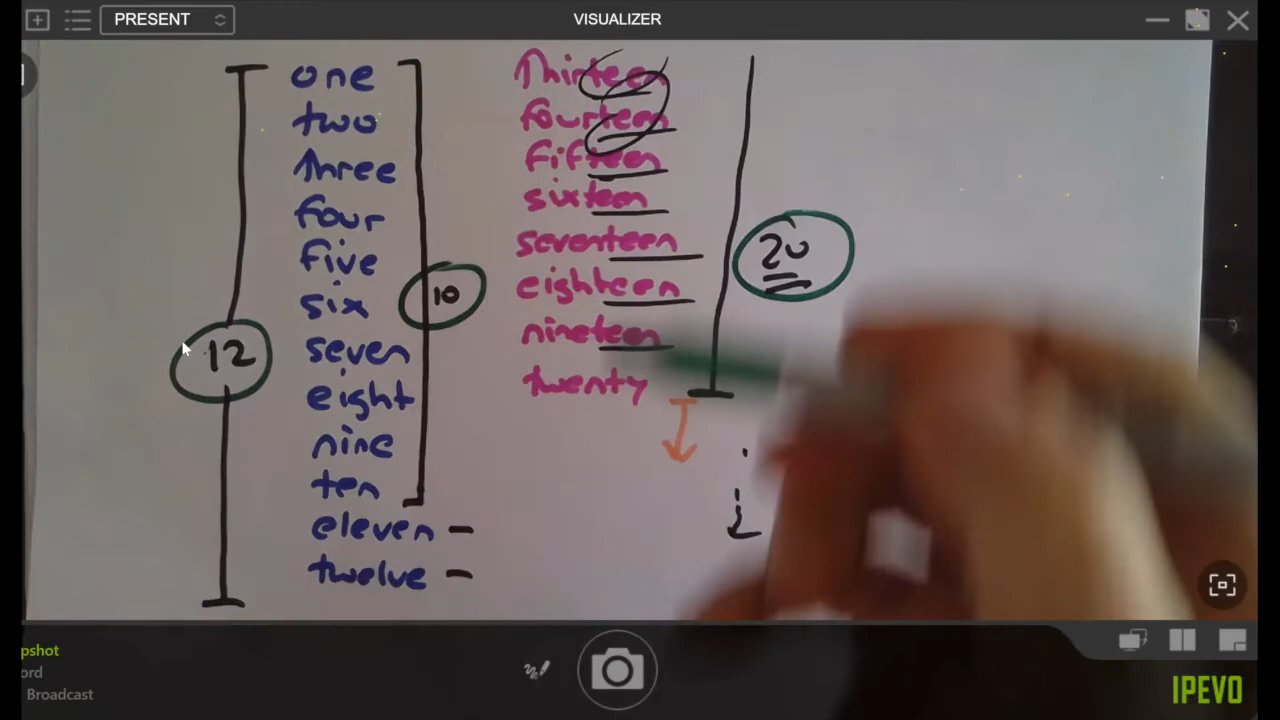 PRESENT
VISUALIZER
one
two
three
four
five
six
seven
eight
nine
ten
eleven -
twelve -
12
10
Thirteen
fourteen
fifteen
sixteen
seventeen
eighteen
nineteen
twenty
20
pshot
ord
Broadcast
IPEVO